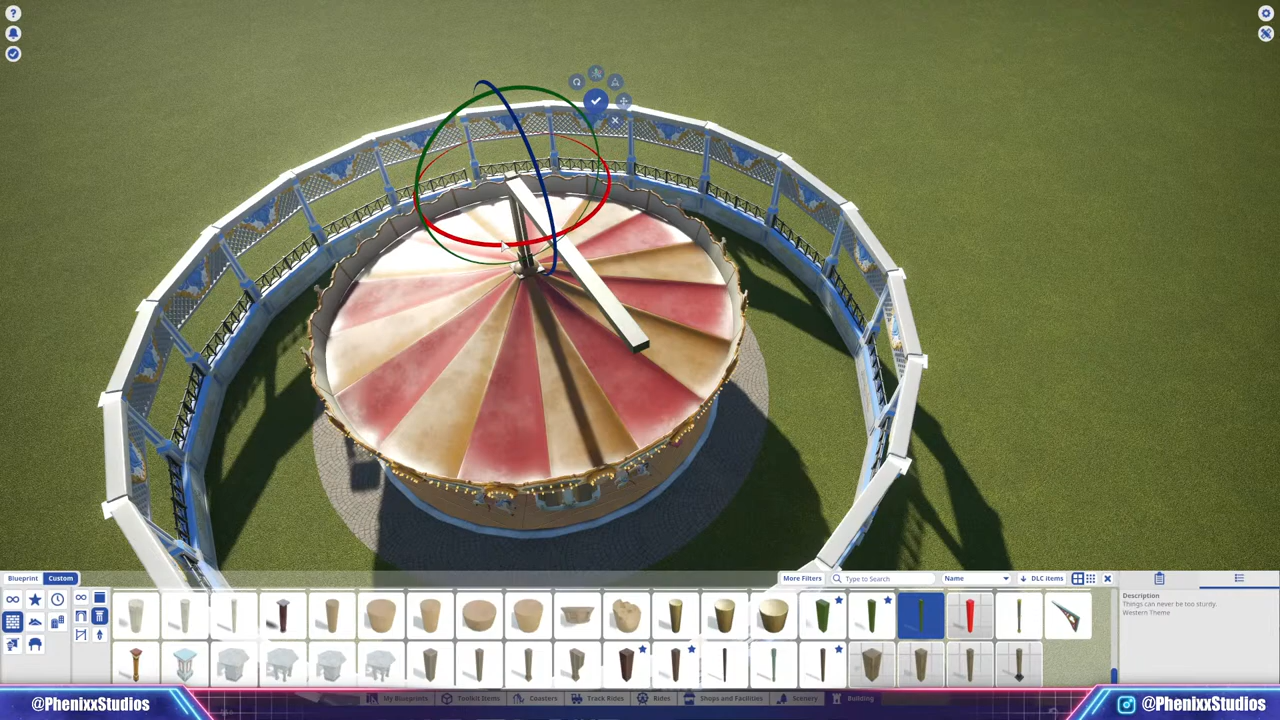 Blueprint Custom
More Filters Type to Search Name DLC items
Description
Things can never be too sturdy.
Western Theme
My Blueprints Toolkit Items Coasters Track Rides Rides Shops and Facilities Scenery Building
@PhenixxStudios @PhenixxStudios